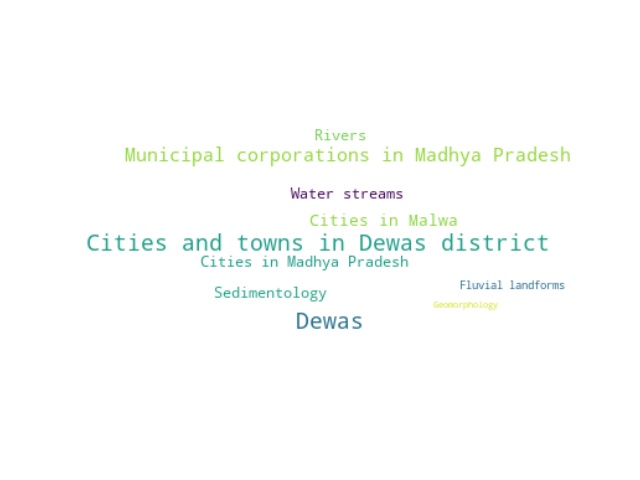 Rivers
Municipal corporations in Madhya Pradesh
Water streams
Cities in Malwa
Cities and towns in Dewas district
Cities in Madhya Pradesh
Fluvial landforms
Sedimentology
Geomorphology
Dewas